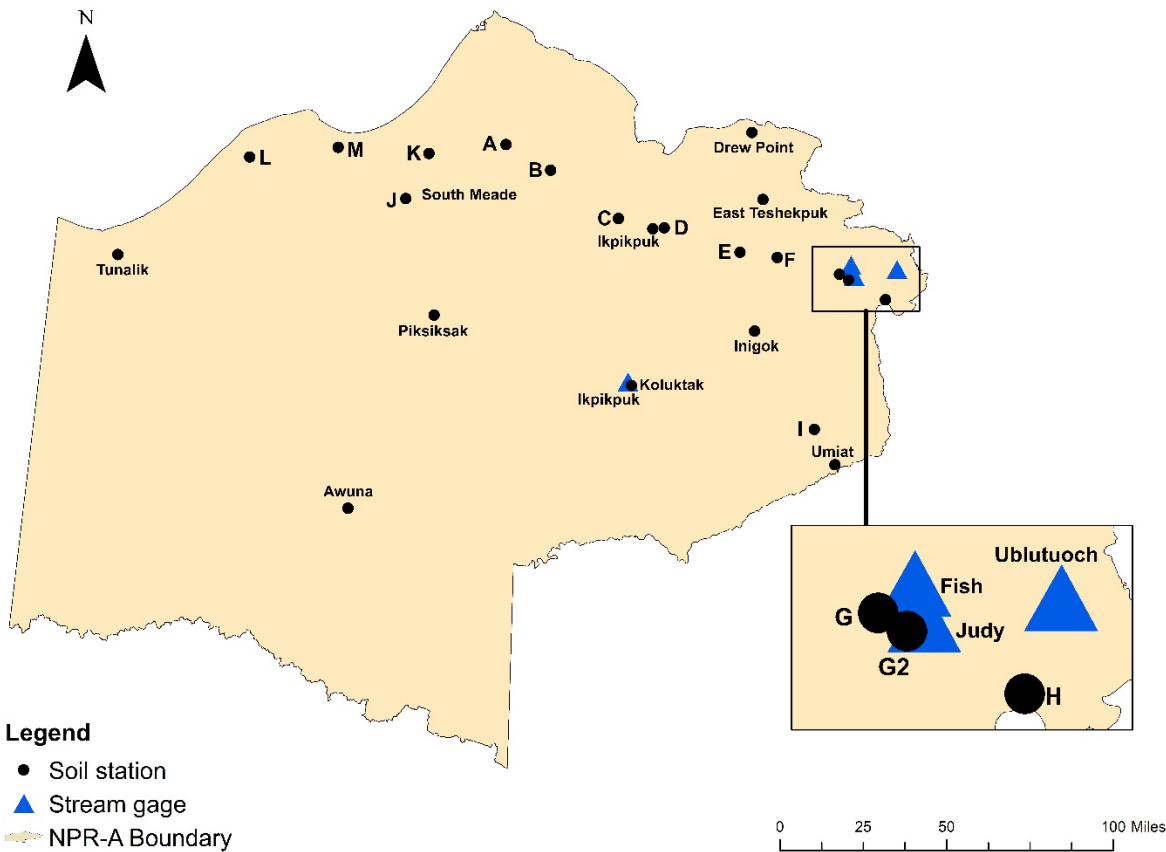 N
Drew Point
A
L
M
K
B
J
South Meade
East Teshekpuk
C
Ikpikpuk
D
E
F
Tunalik
Piksiksak
Inigok
Koluktak
Ikpikpuk
I
Umiat
Awuna
Ublutuoch
Fish
G
Judy
G2
H
Legend
Soil station
Stream gage
NPR-A Boundary
0 25 50 100 Miles